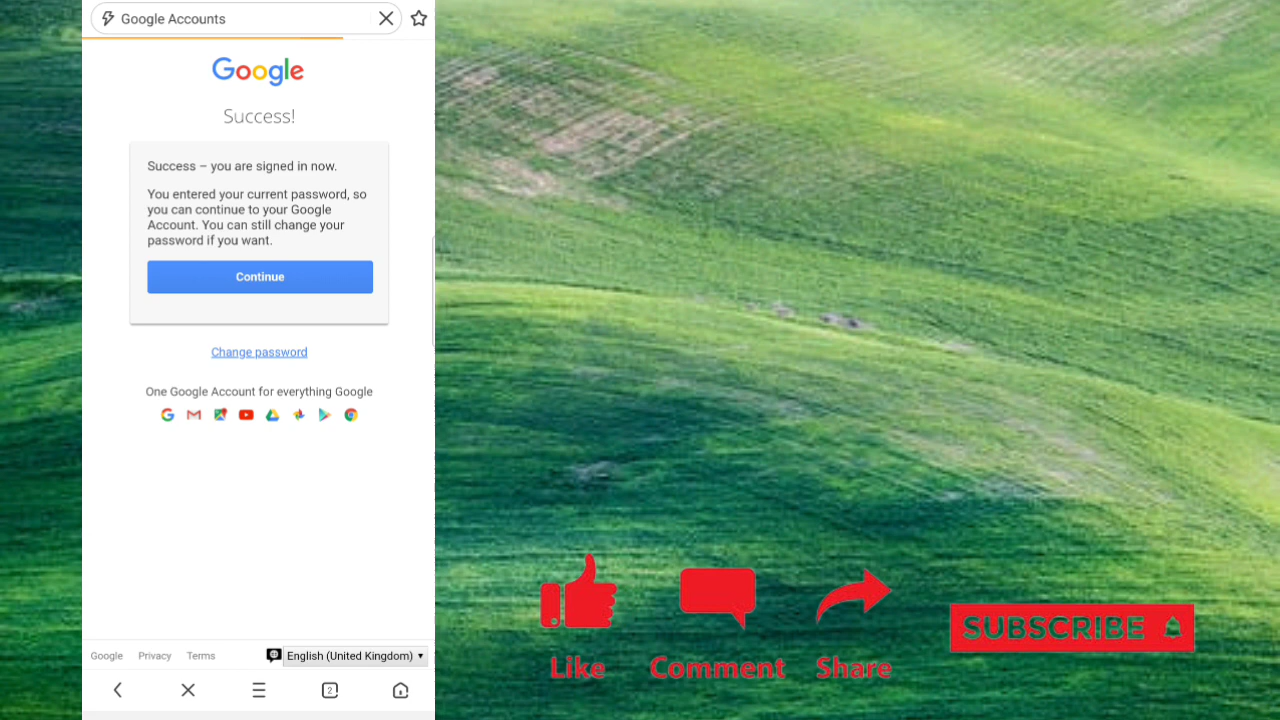 Google Accounts
Google
Success!
Success – you are signed in now.
You entered your current password, so
you can continue to your Google
Account. You can still change your
password if you want.
Continue
Change password
One Google Account for everything Google
Google Privacy Terms English (United Kingdom)
2
Like Comment Share
SUBSCRIBE